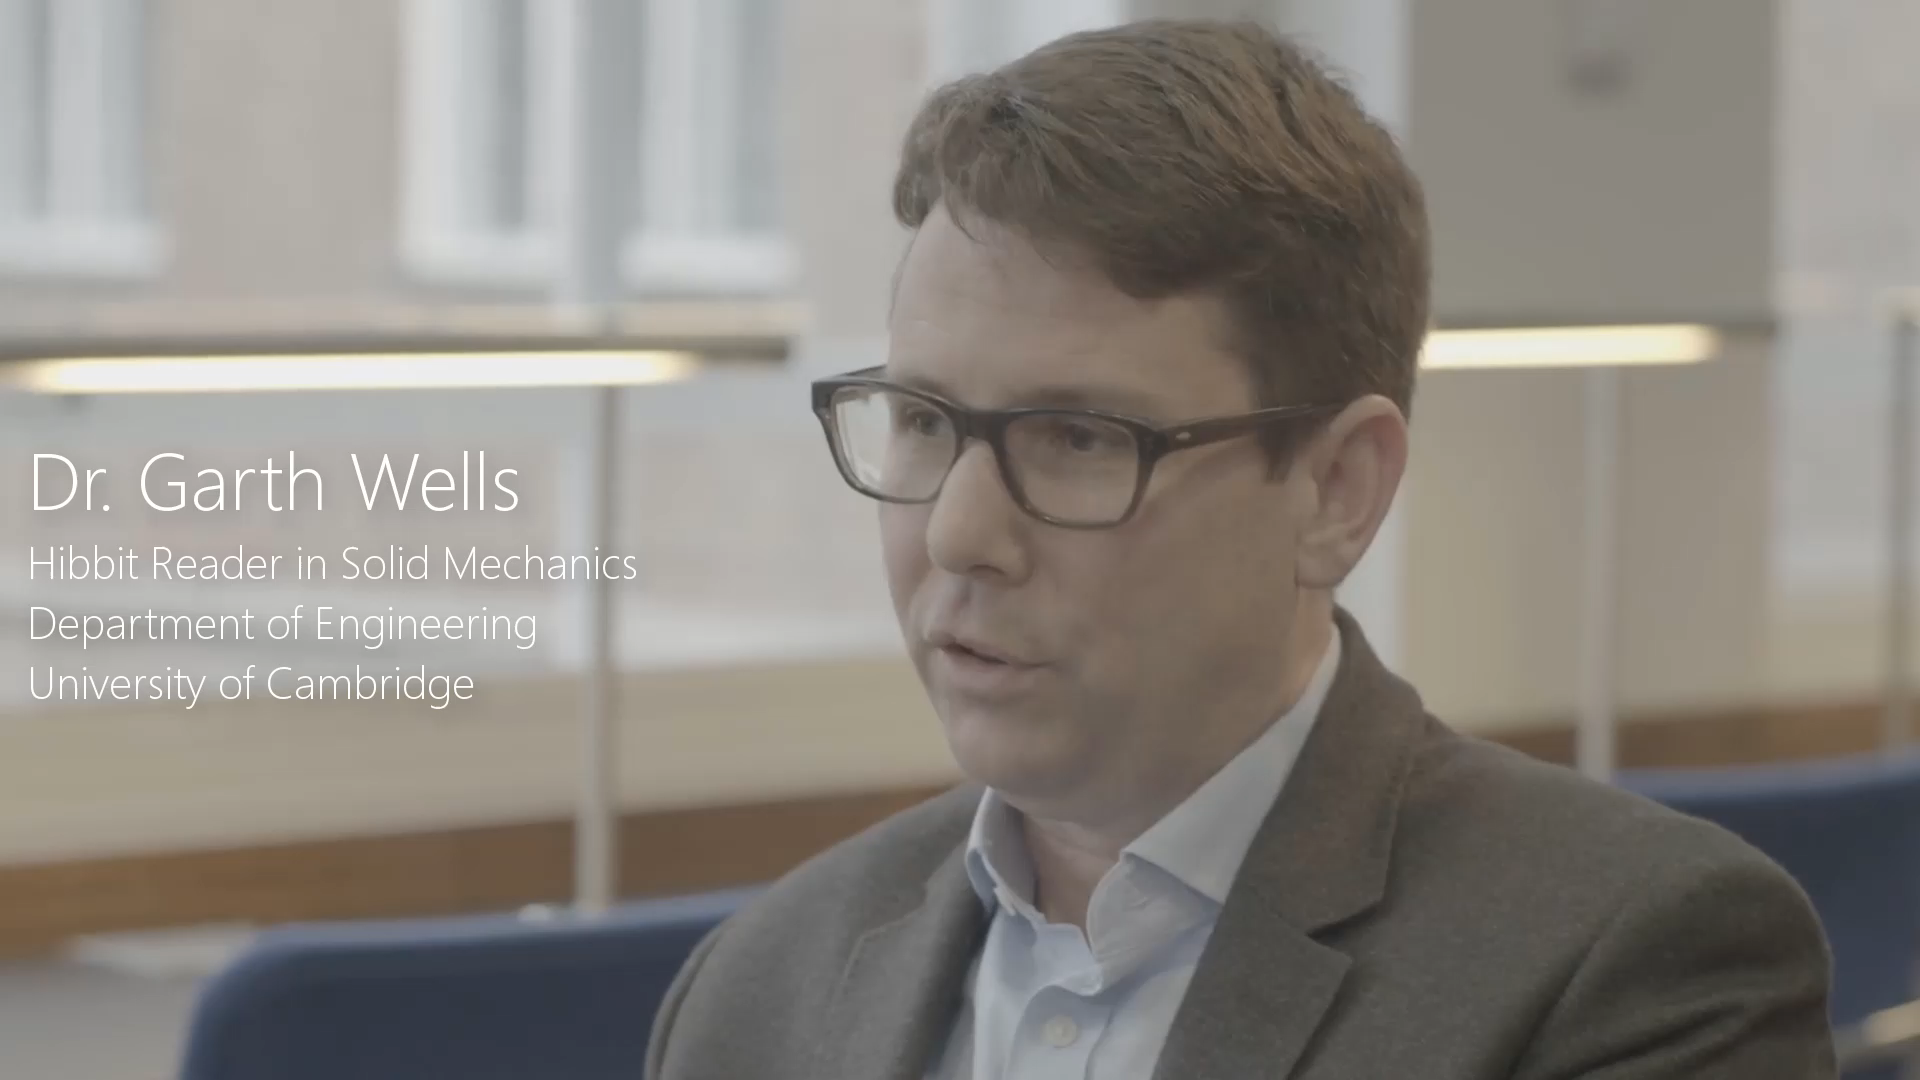 Dr. Garth Wells
Hibbit Reader in Solid Mechanics
Department of Engineering
University of Cambridge